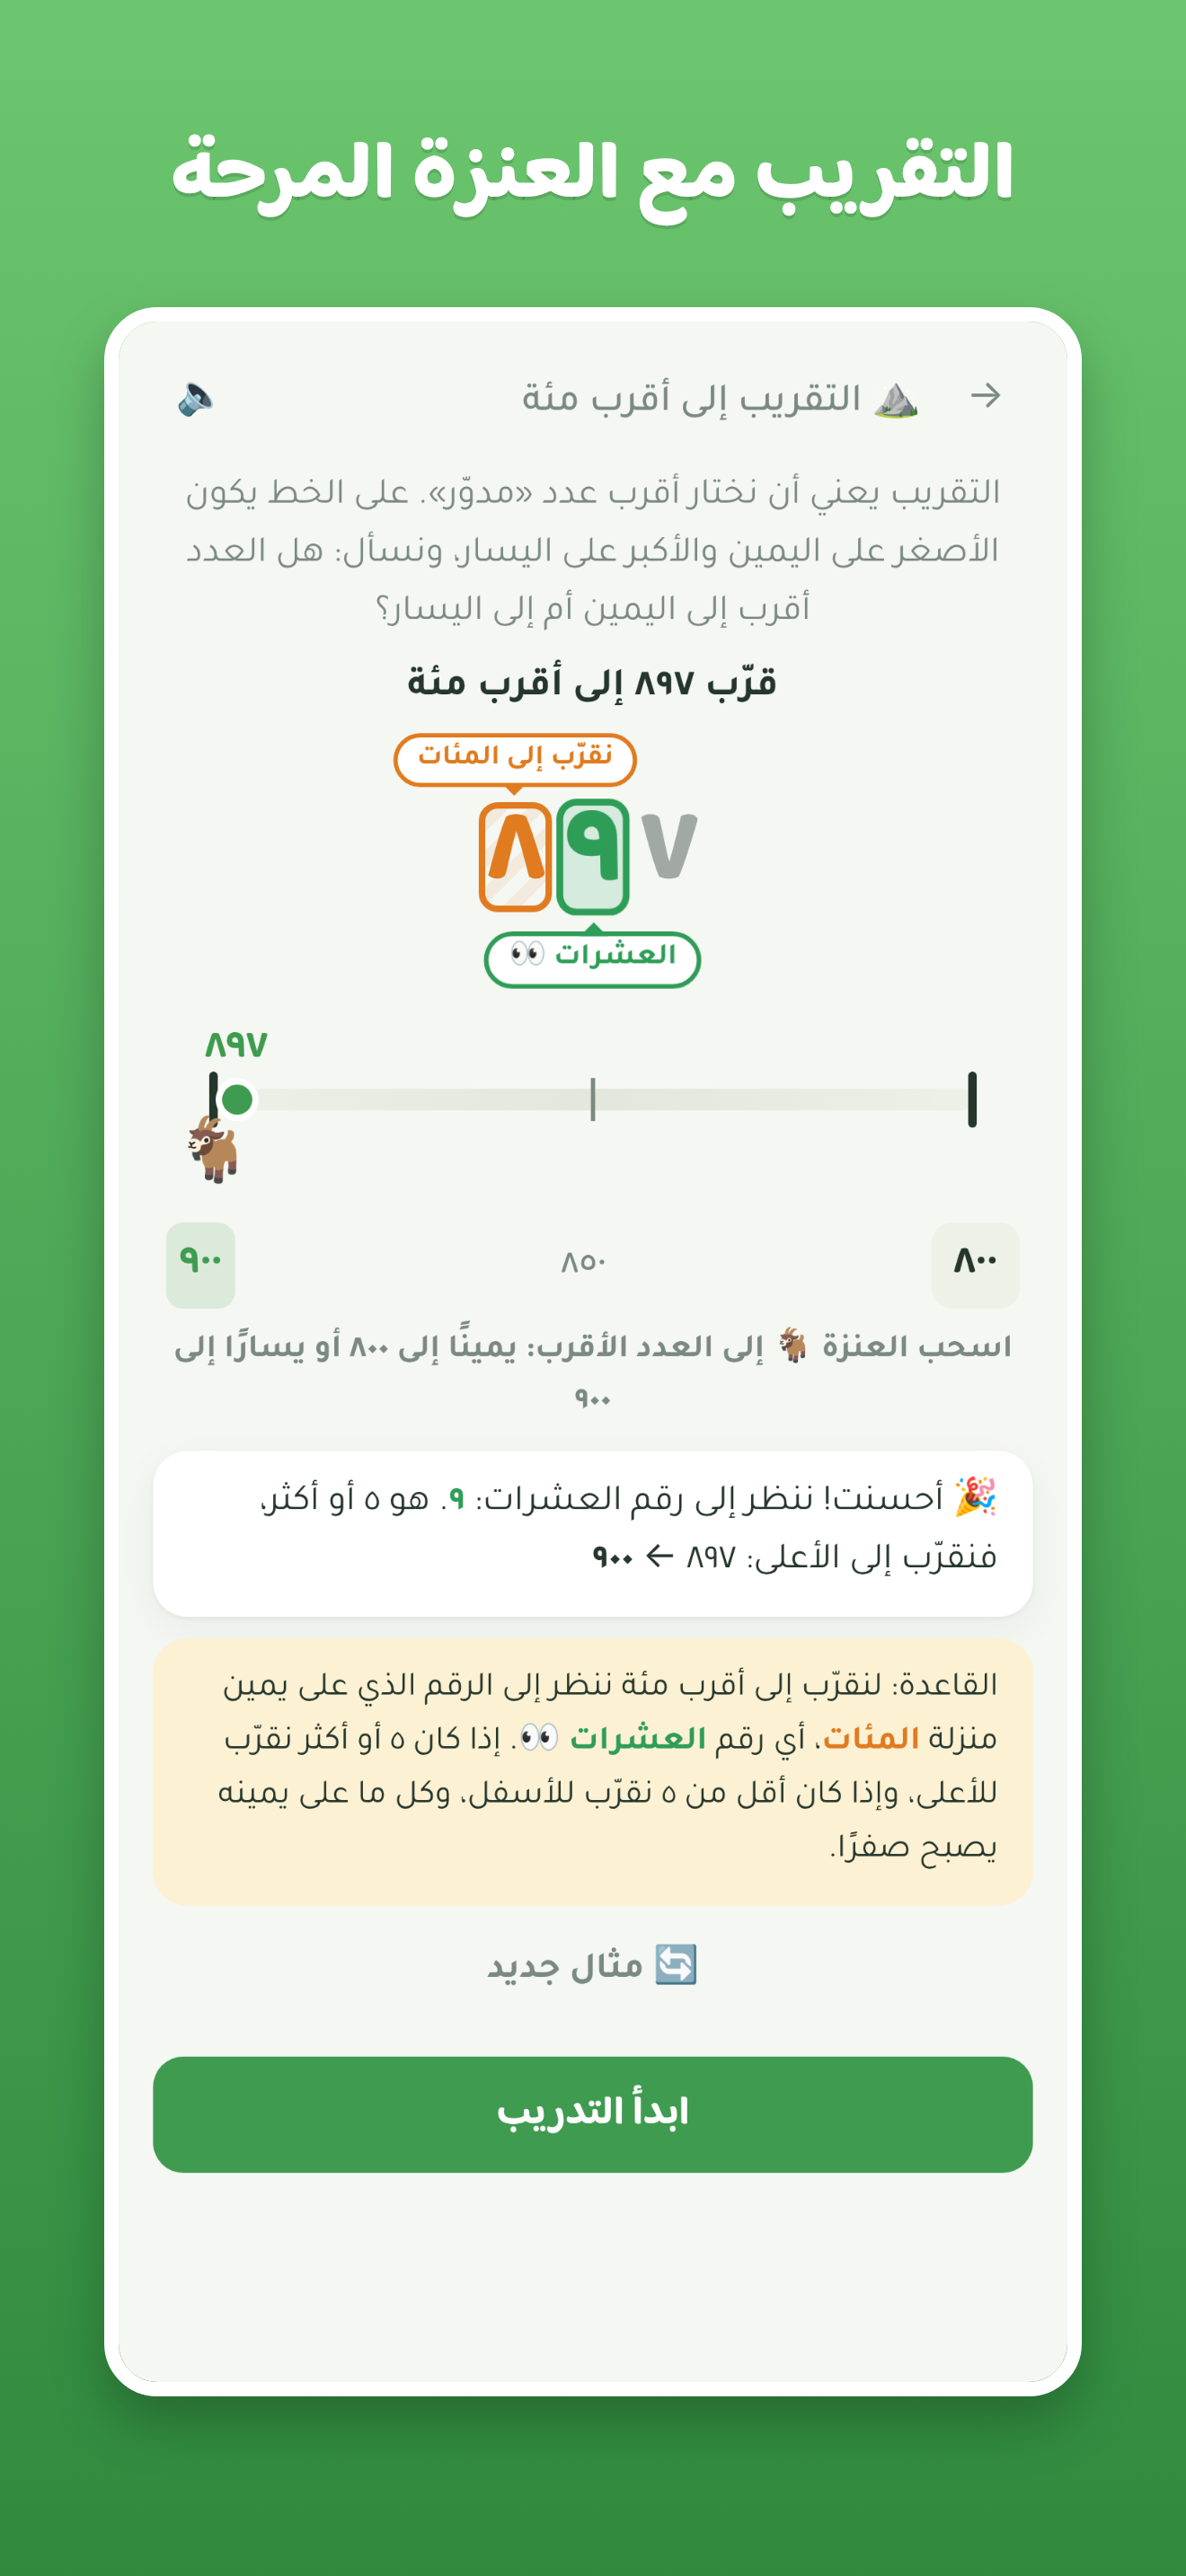 التقريب مع العنزة المرحة
→ ⛰️ التقريب إلى أقرب مئة 🔈
التقريب يعني أن نختار أقرب عدد «مدوّر». على الخط يكون
الأصغر على اليمين والأكبر على اليسار، ونسأل: هل العدد
أقرب إلى اليمين أم إلى اليسار؟
قرّب ٨٩٧ إلى أقرب مئة
نقرّب إلى المئات
٨٩٧
العشرات 👀
٨٩٧
٨٠٠
٨٥٠
٩٠٠
اسحب العنزة 🐐 إلى العدد الأقرب: يمينًا إلى ٨٠٠ أو يسارًا إلى
٩٠٠
🎉 أحسنت! ننظر إلى رقم العشرات: ٩. هو ٥ أو أكثر،
فنقرّب إلى الأعلى: ٨٩٧ ← ٩٠٠
القاعدة: لنقرّب إلى أقرب مئة ننظر إلى الرقم الذي على يمين
منزلة المئات، أي رقم العشرات 👀. إذا كان ٥ أو أكثر نقرّب
للأعلى، وإذا كان أقل من ٥ نقرّب للأسفل، وكل ما على يمينه
يصبح صفرًا.
🔄 مثال جديد
ابدأ التدريب